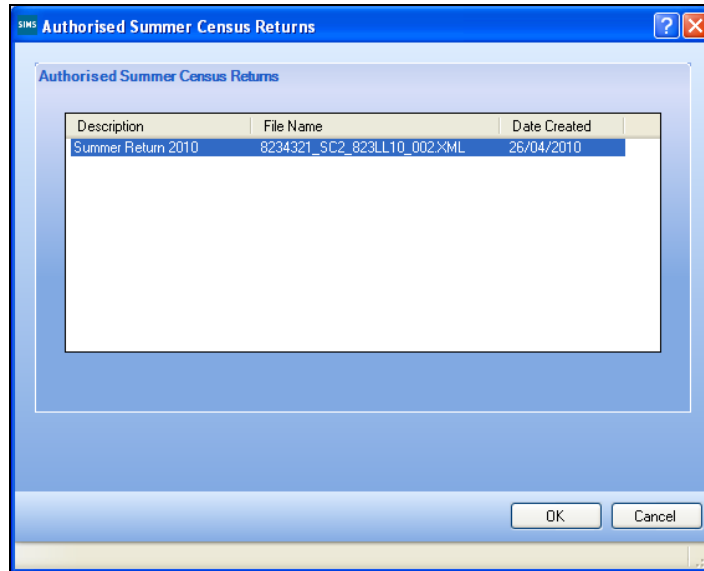 SIMS Authorised Summer Census Returns ?
Authorised Summer Census Returns
Description File Name Date Created
Summer Return 2010 8234321_SC2_823LL10_002.XML 26/04/2010
OK Cancel